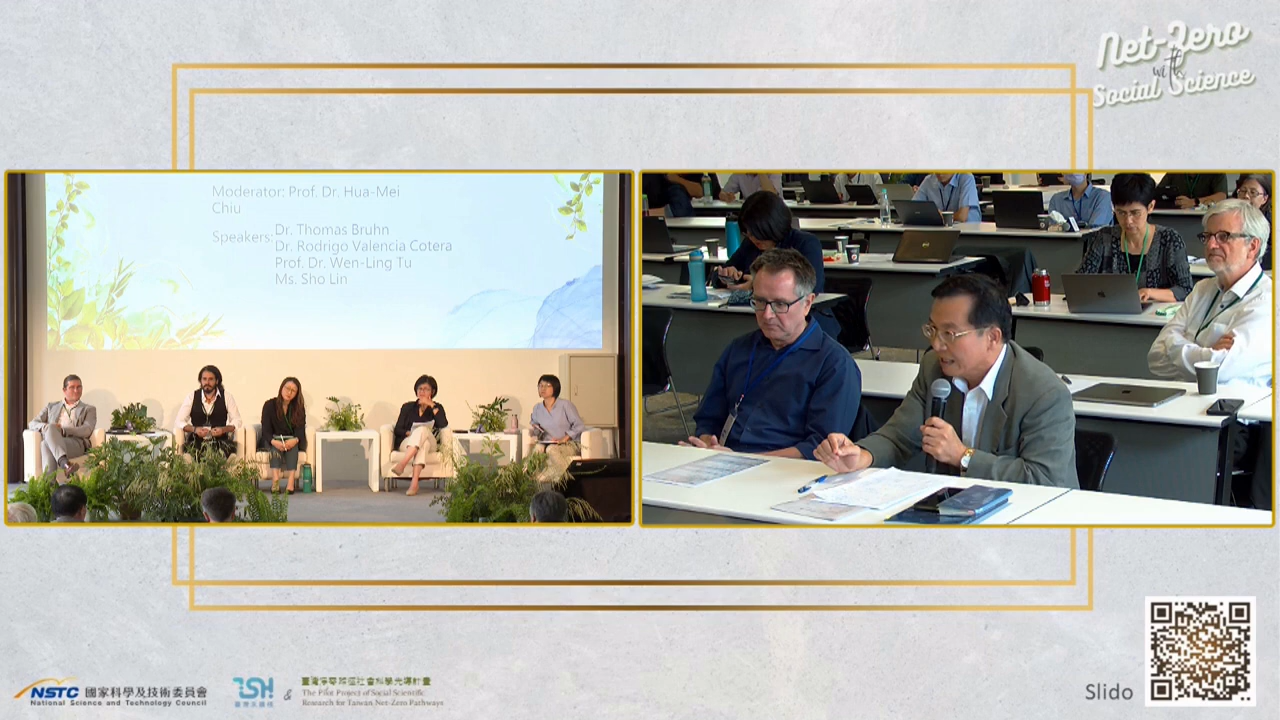 Net-Zero
with
Social Science
Moderator: Prof. Dr. Hua-Mei
Chiu
Speakers:
Dr. Thomas Bruhn
Dr. Rodrigo Valencia Cotera
Prof. Dr. Wen-Ling Tu
Ms. Sho Lin
NSTC 國家科學及技術委員會
National Science and Technology Council
TSH
&
臺灣淨零路徑社會科學先導計畫
The Pilot Project of Social Scientific
Research for Taiwan Net-Zero Pathways
Slido